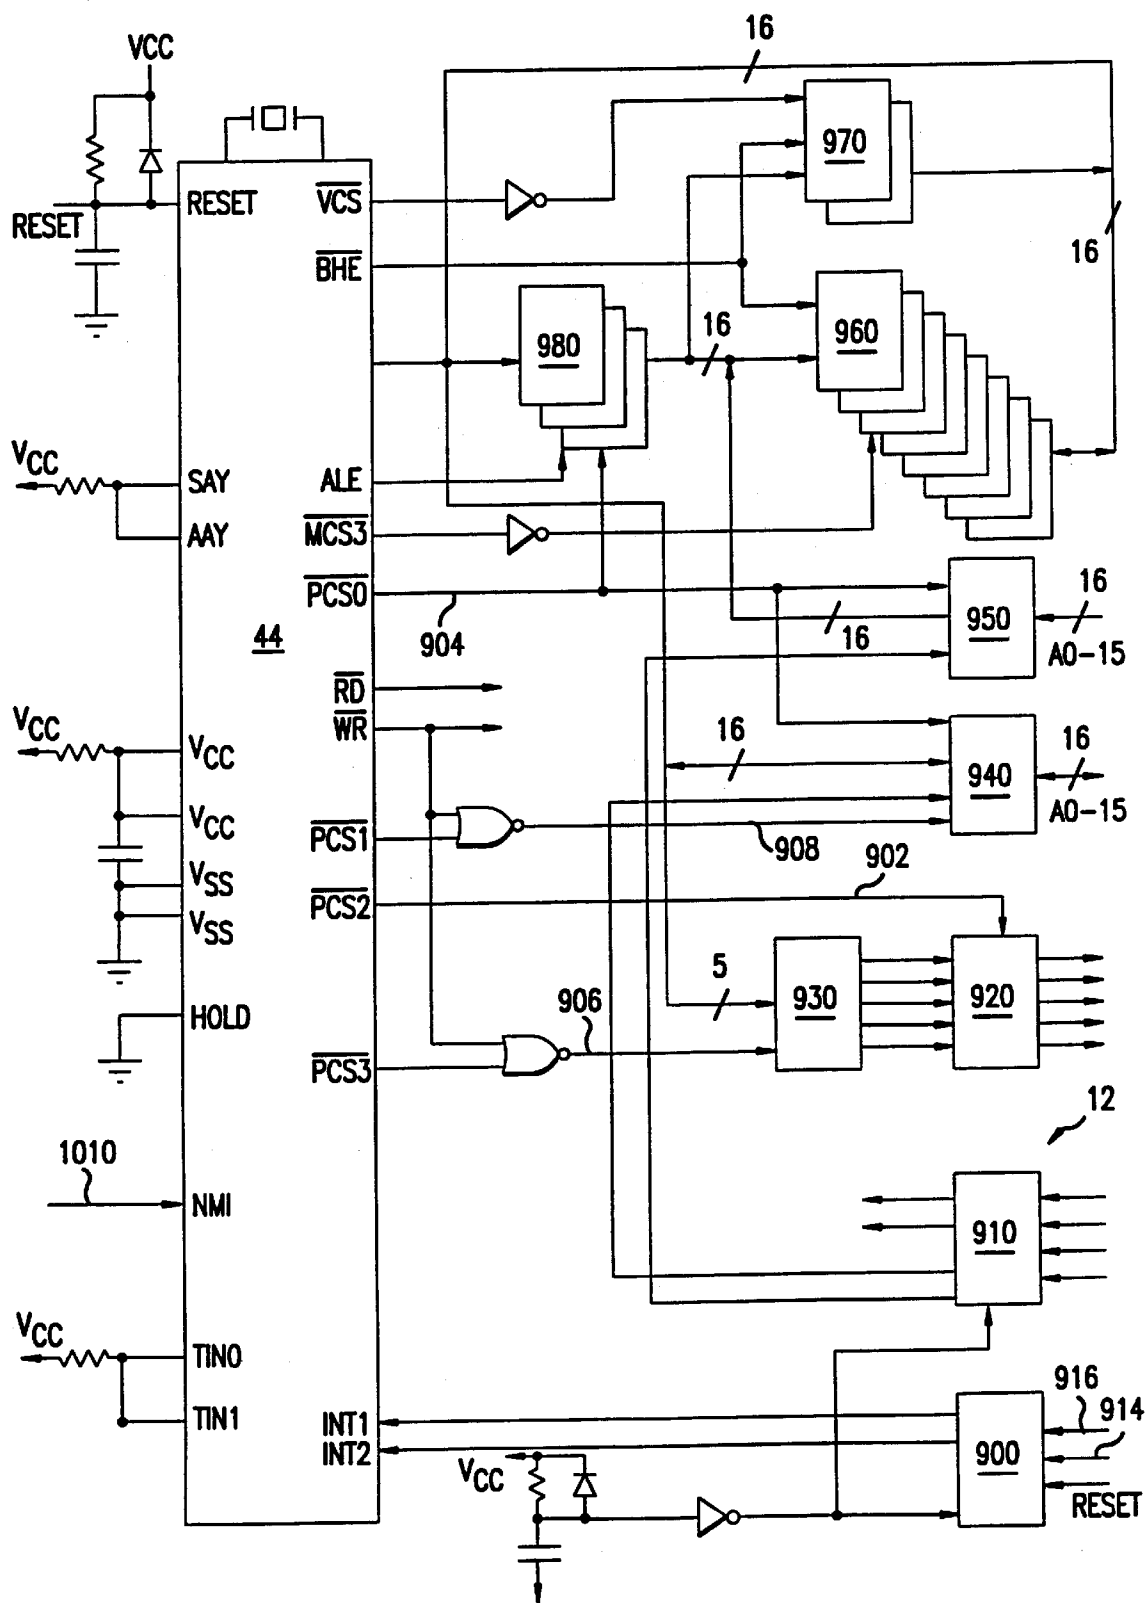 16
VCC
970
RESET
VCS
RESET
16
BHE
980
16
960
VCC
SAY
ALE
AAY
MCS3
PCS0
904
16
950
16
A0-15
44
RD
WR
VCC
VCC
16
940
16
A0-15
VCC
PCS1
908
VSS
902
VSS
PCS2
5
930
920
HOLD
906
PCS3
12
1010
NMI
910
VCC
TIN0
TIN1
INT1
INT2
916
914
900
VCC
RESET